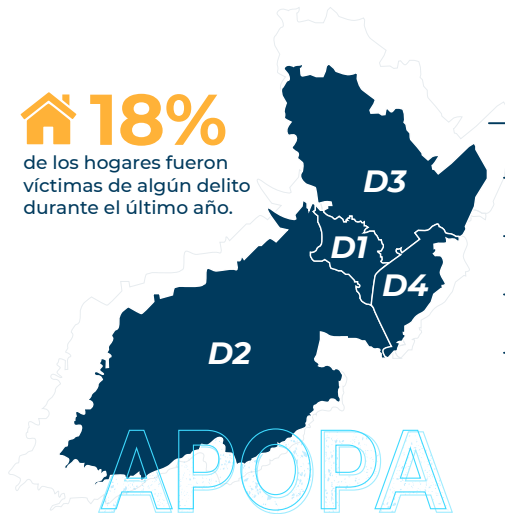 18%
de los hogares fueron
víctimas de algún delito
durante el último año.
D3
D1
D4
D2
APOPA